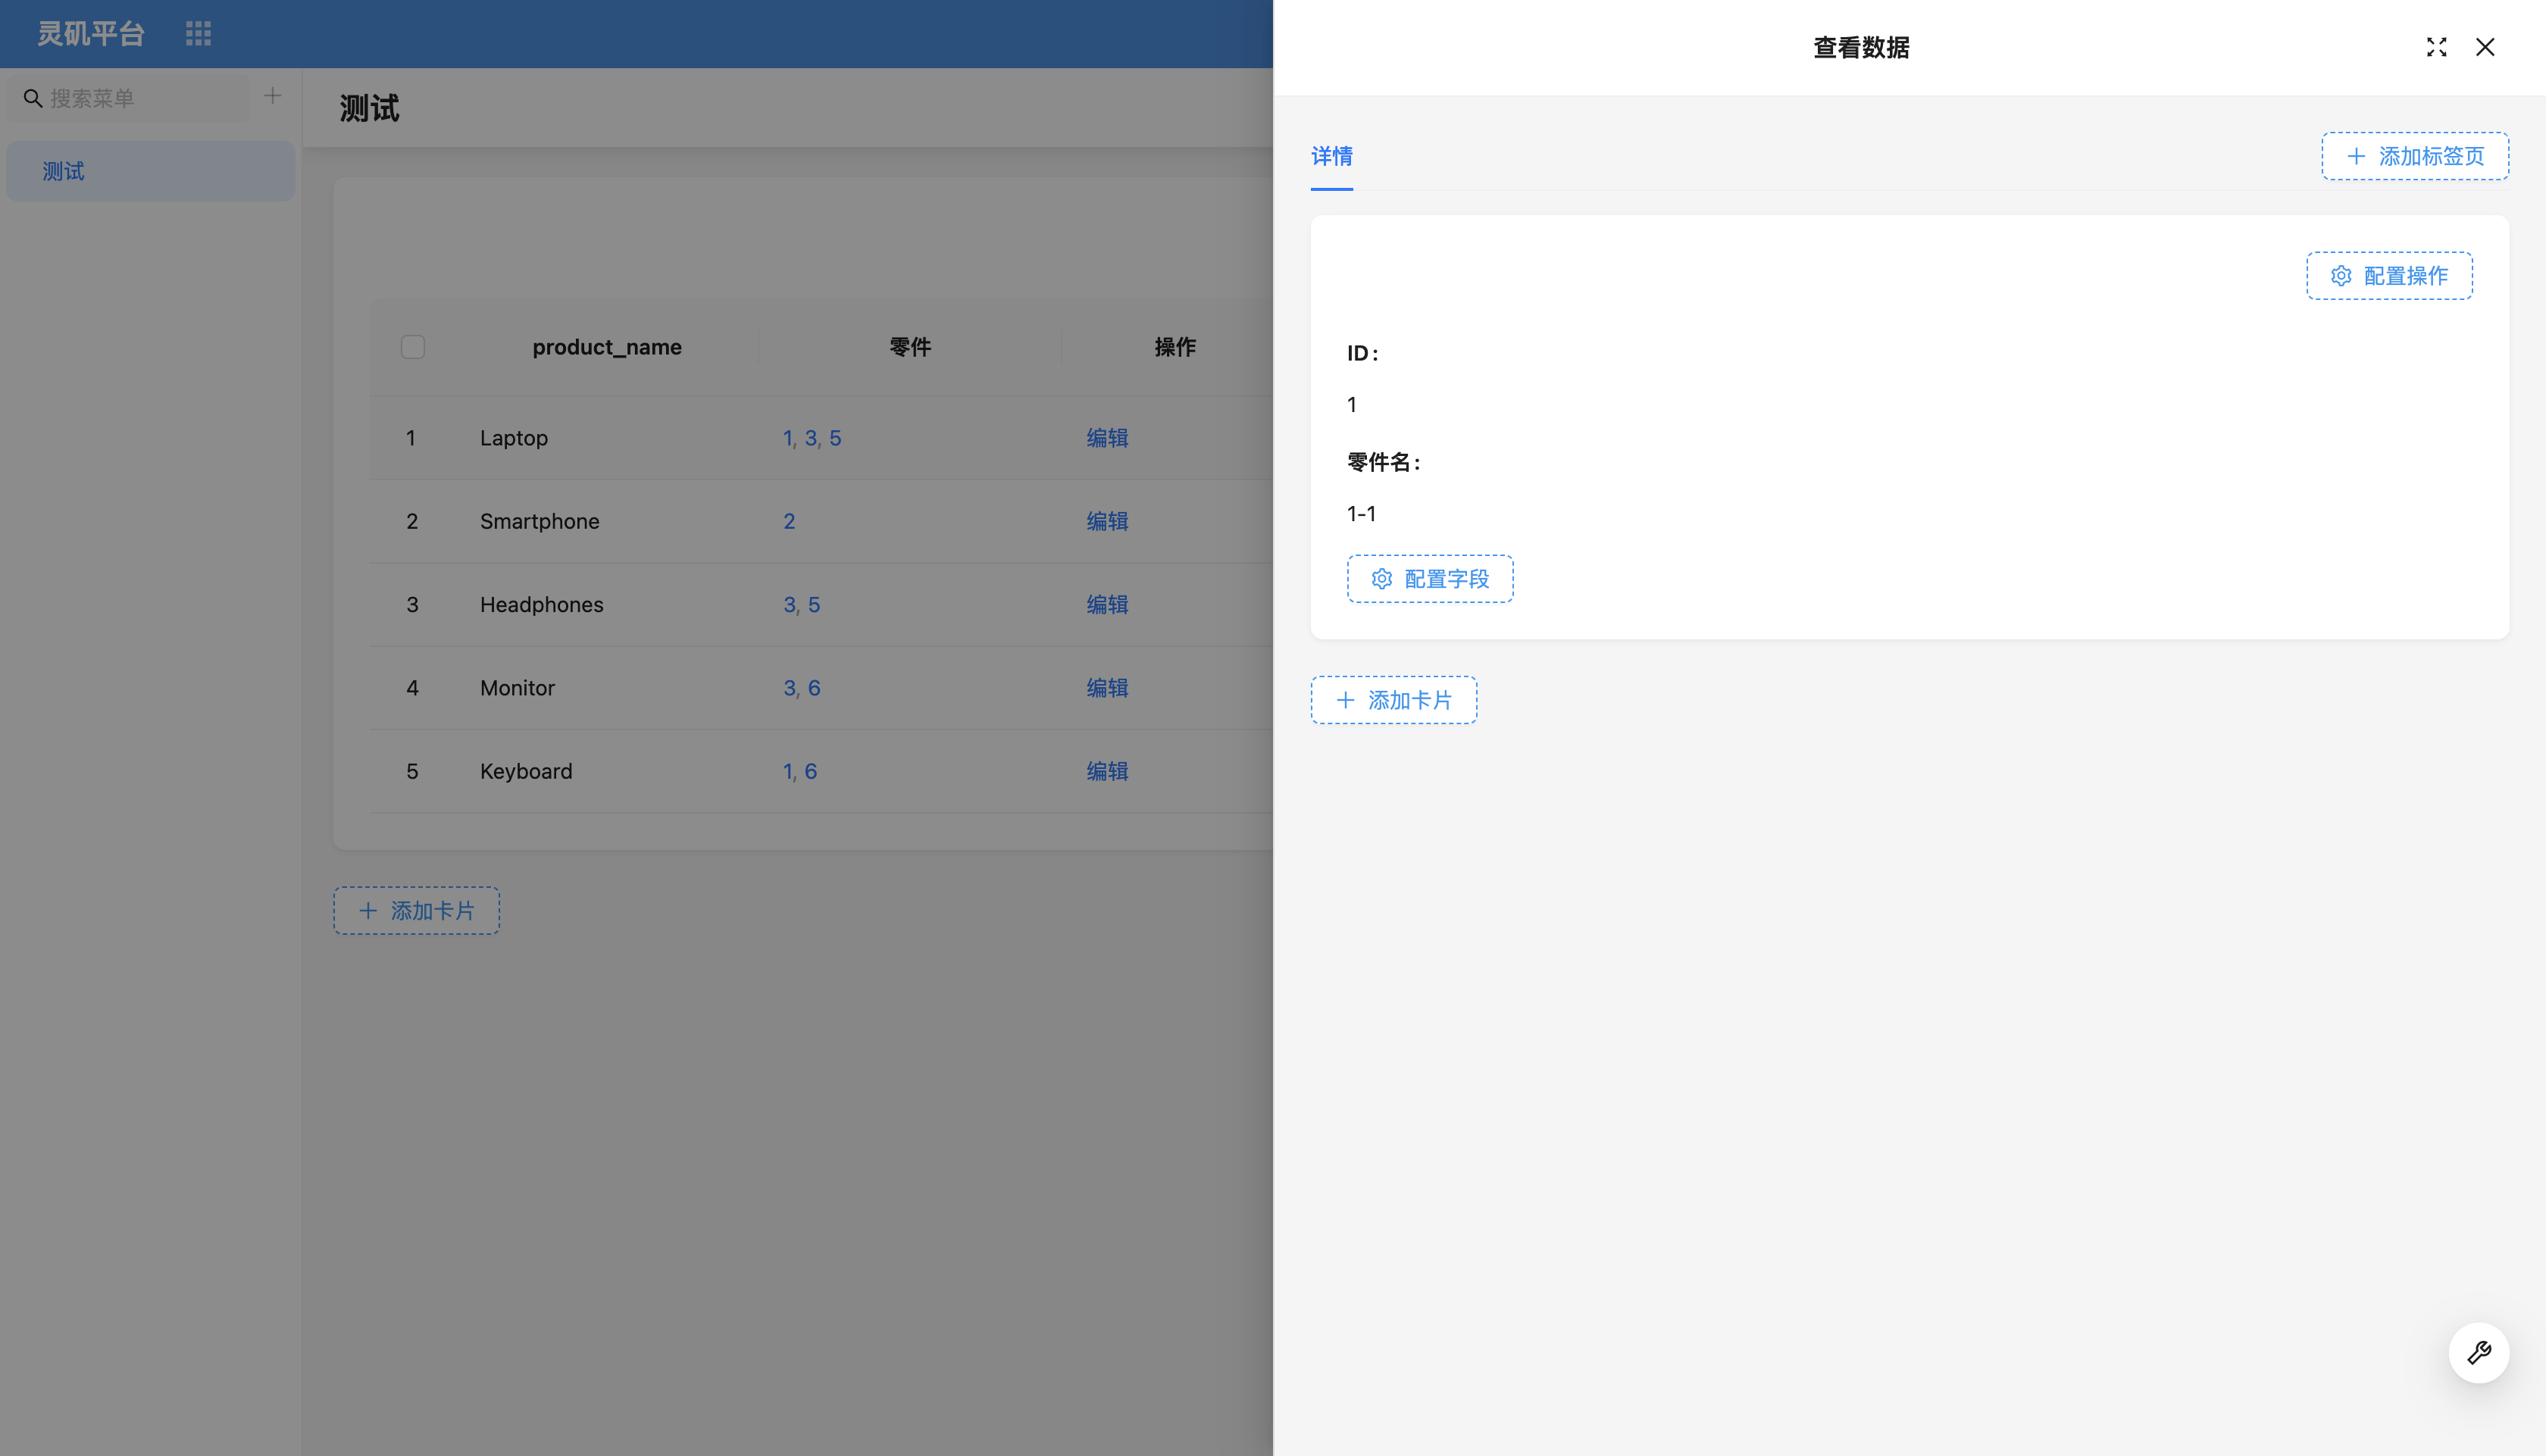 灵矶平台
搜索菜单
测试
测试
product_name 零件 操作
1 Laptop 1, 3, 5 编辑
2 Smartphone 2 编辑
3 Headphones 3, 5 编辑
4 Monitor 3, 6 编辑
5 Keyboard 1, 6 编辑
添加卡片
查看数据
详情
添加标签页
配置操作
ID:
1
零件名:
1-1
配置字段
添加卡片